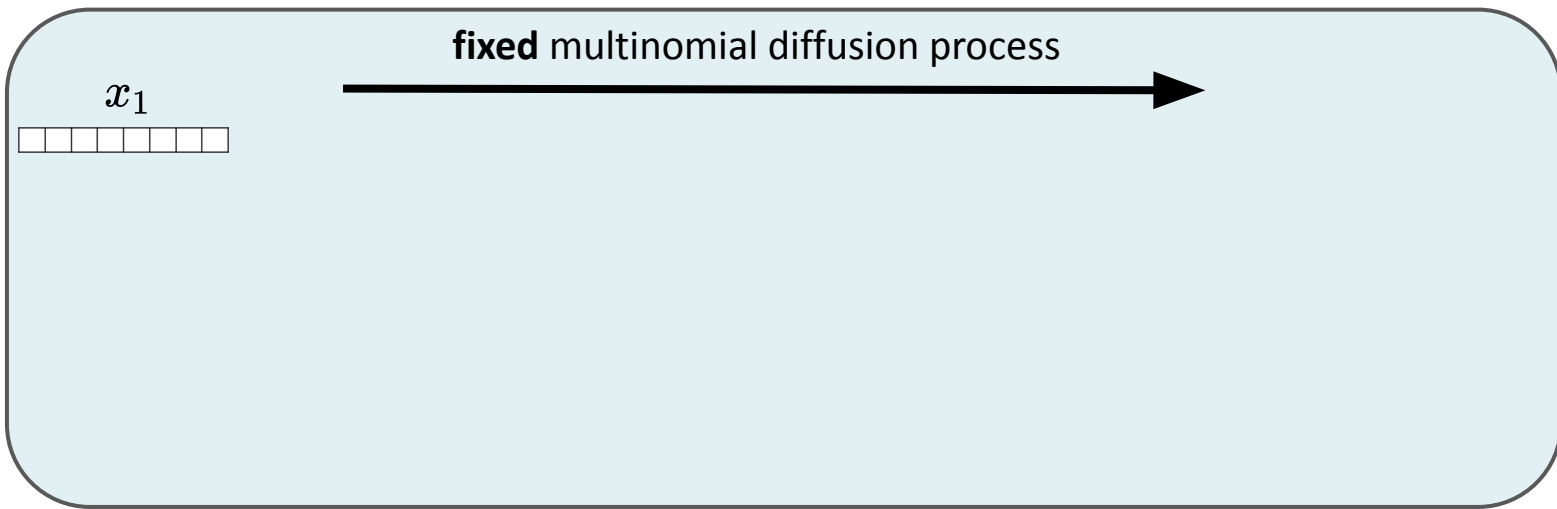 fixed multinomial diffusion process
x₁